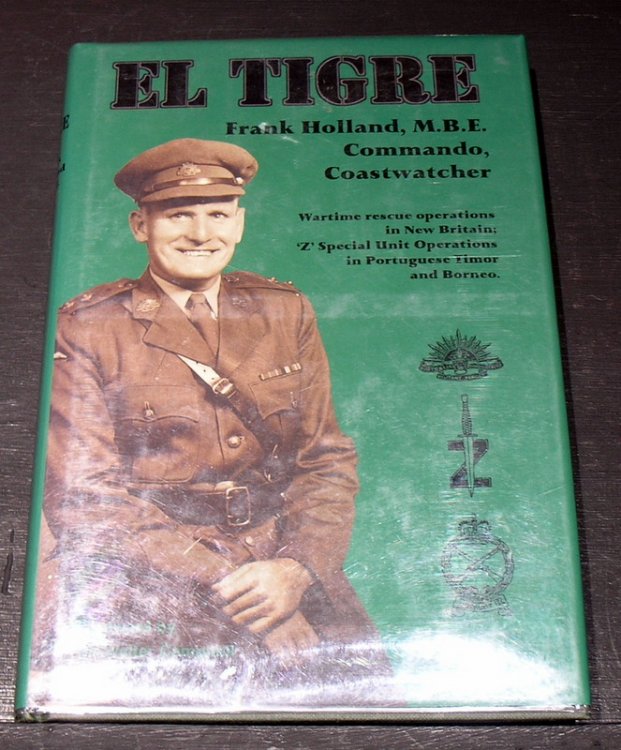 EL TIGRE
Frank Holland, M.B.E.
Commando,
Coastwatcher
Wartime rescue operations
in New Britain;
'Z' Special Unit Operations
in Portuguese Timor
and Borneo.
Z